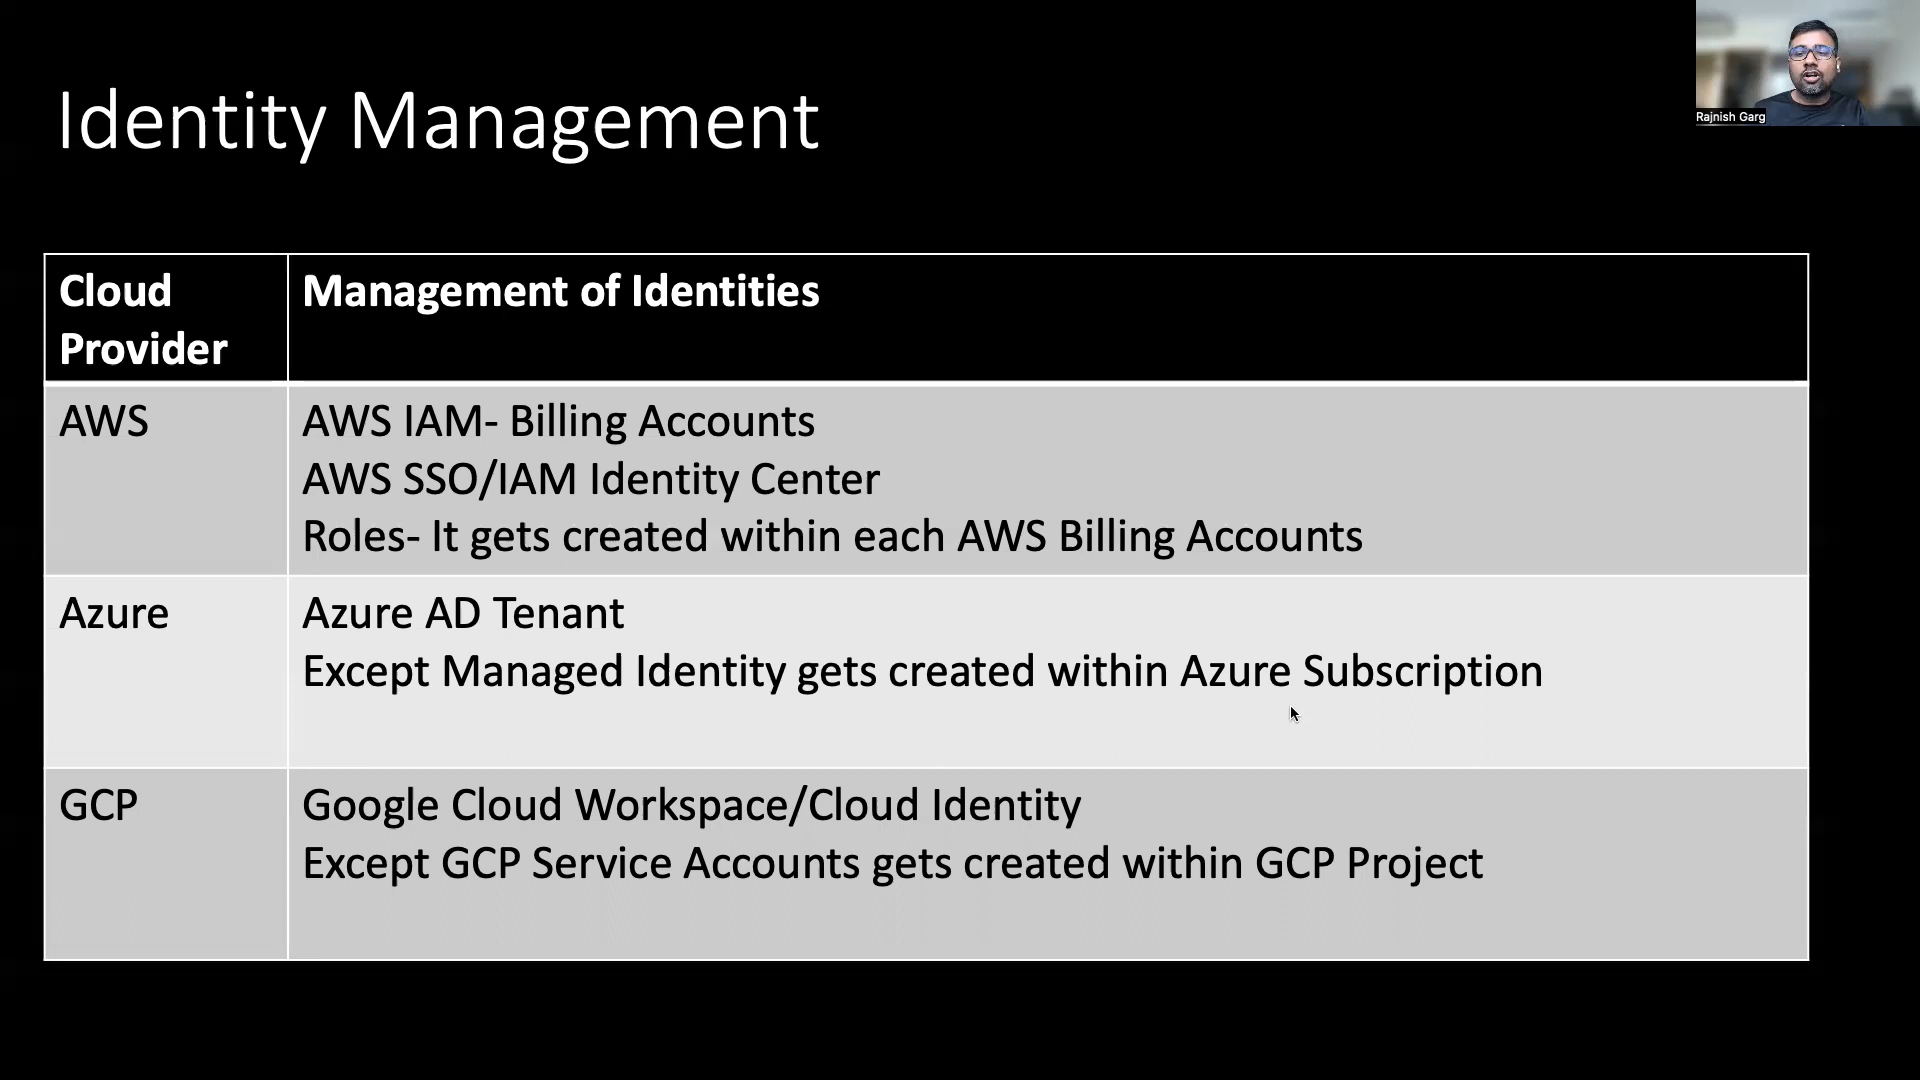 Identity Management
Rajnish Garg
Cloud
Provider
Management of Identities
AWS
AWS IAM- Billing Accounts
AWS SSO/IAM Identity Center
Roles- It gets created within each AWS Billing Accounts
Azure
Azure AD Tenant
Except Managed Identity gets created within Azure Subscription
GCP
Google Cloud Workspace/Cloud Identity
Except GCP Service Accounts gets created within GCP Project